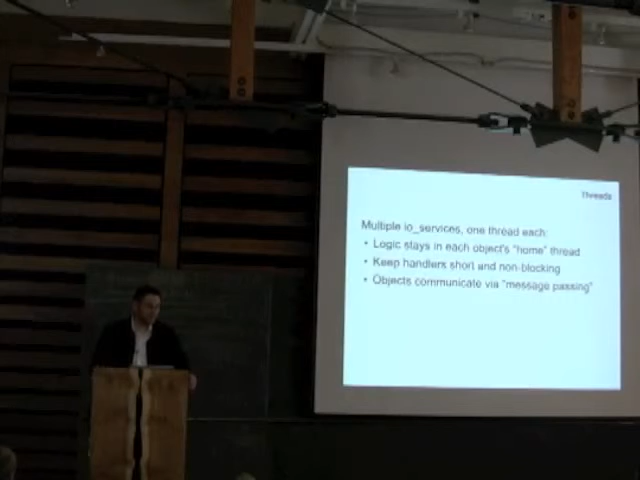 Threads
Multiple io_services, one thread each:
• Logic stays in each object's "home" thread
• Keep handlers short and non-blocking
• Objects communicate via "message passing"